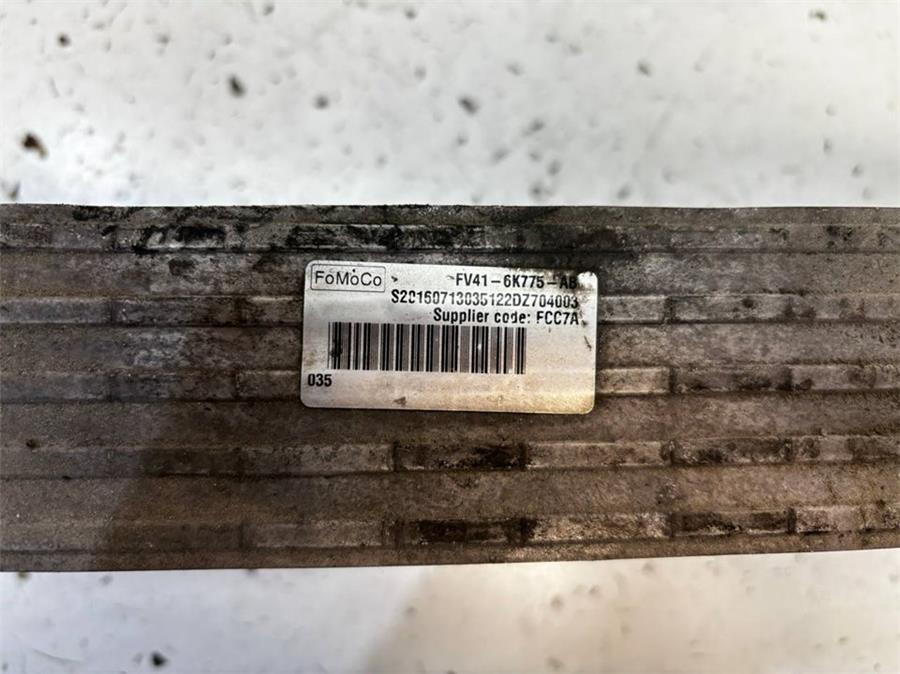 FoMoCo
FV41-6K775-AB
S20160713035122DZ704003
Supplier code: FCC7A
035